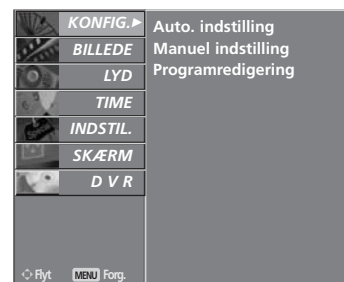 KONFIG.
BILLEDE
LYD
TIME
INDSTIL.
SKÆRM
D V R
Auto. indstilling
Manuel indstilling
Programredigering
Flyt MENU Forg.